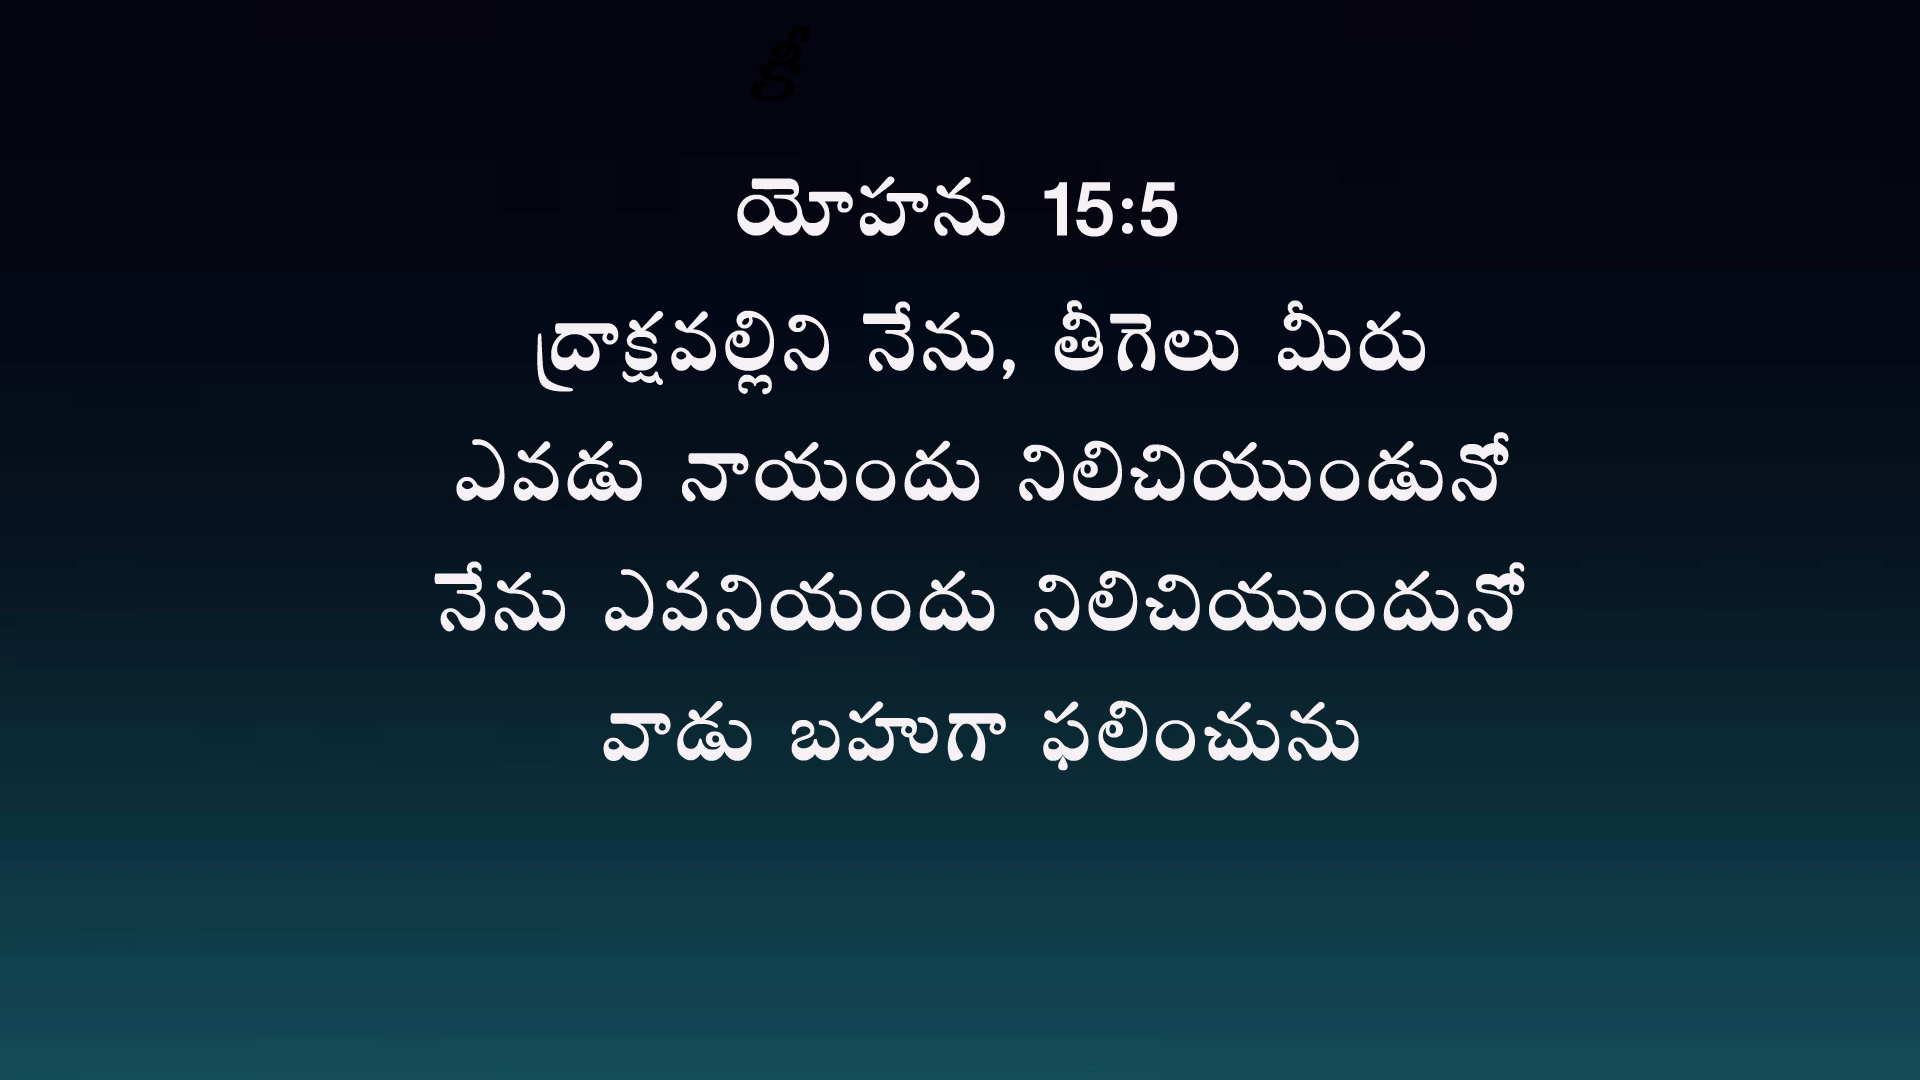 కీ
యోహను 15:5
ద్రాక్షవల్లిని నేను, తీగెలు మీరు
ఎవడు నాయందు నిలిచియుండునో
నేను ఎవనియందు నిలిచియుందునో
వాడు బహుగా ఫలించును